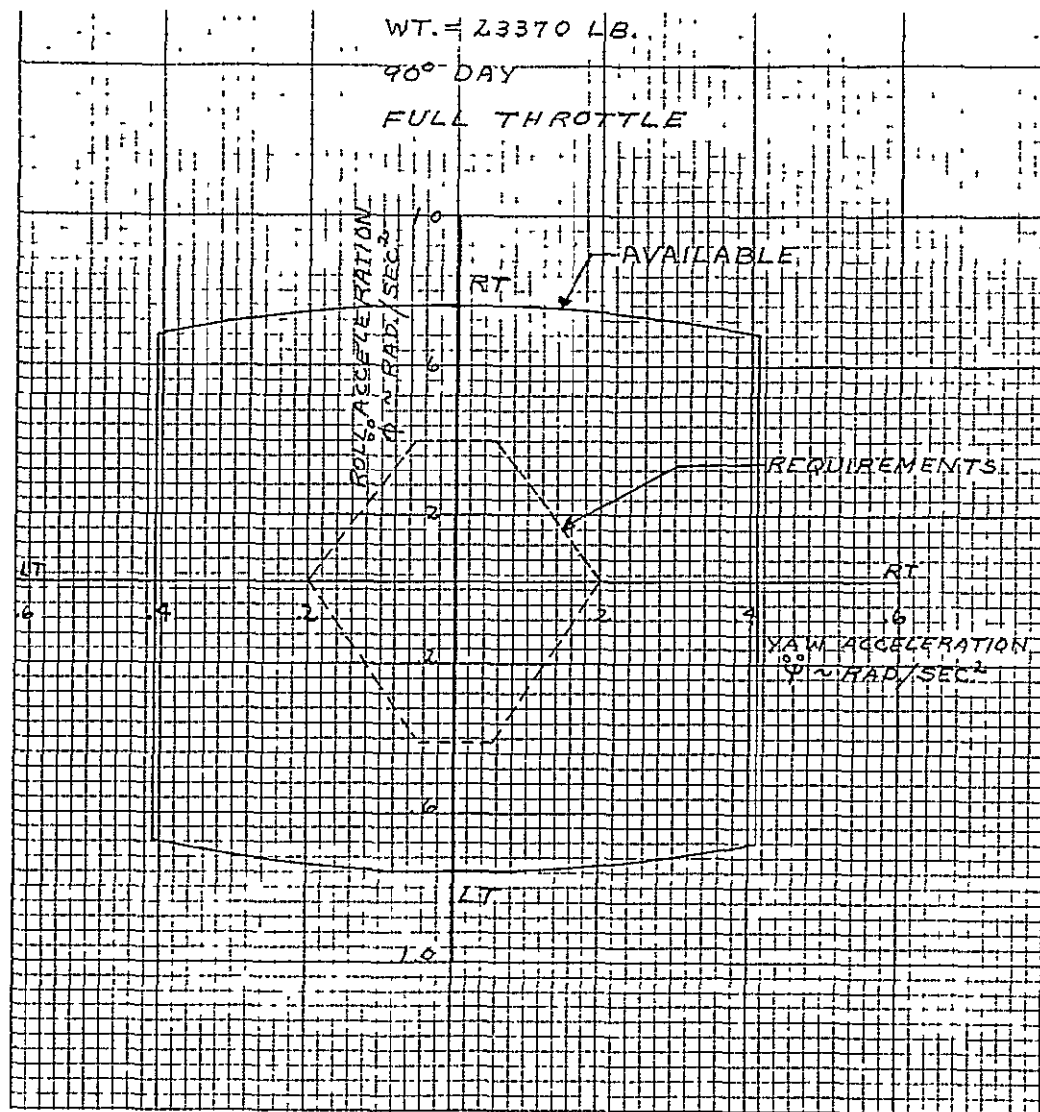 WT. = 23370 LB.
90° DAY
FULL THROTTLE
1.0
ROLL ACCELERATION
φ̈ ~ RAD./SEC²
RT
AVAILABLE
.6
REQUIREMENTS
.2
LT
RT
.6
.4
.2
.2
.4
.6
YAW ACCELERATION
ψ̈ ~ RAD./SEC²
.2
.6
LT
1.0